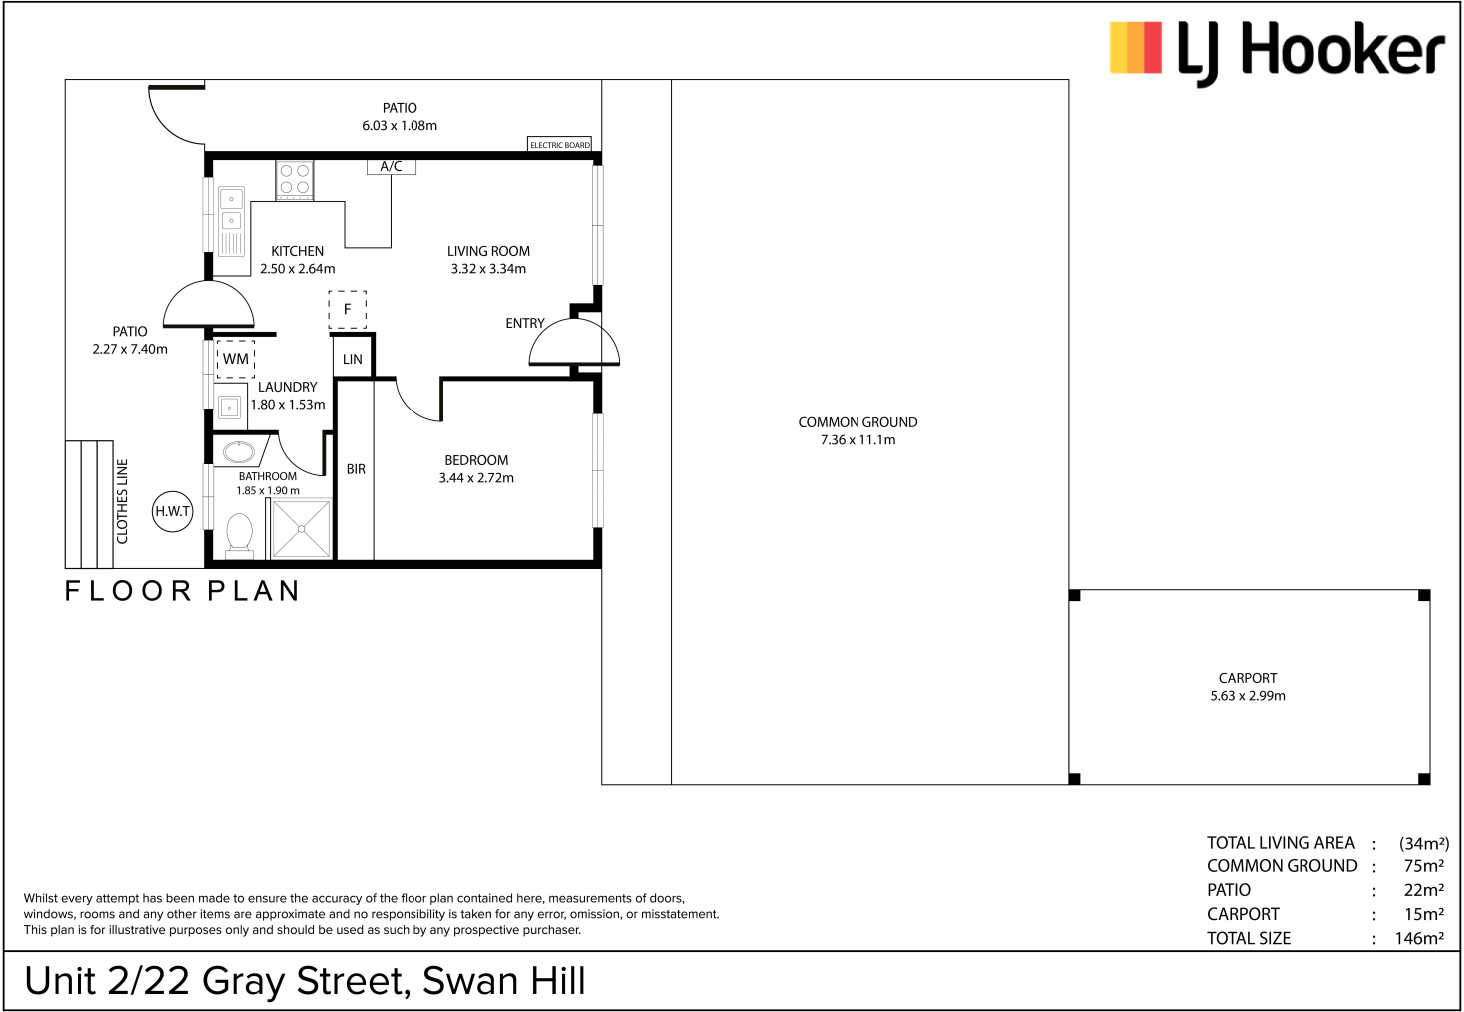 LJ Hooker
PATIO
6.03 x 1.08m
ELECTRIC BOARD
A/C
KITCHEN
2.50 x 2.64m
LIVING ROOM
3.32 x 3.34m
F
ENTRY
PATIO
2.27 x 7.40m
WM
LIN
LAUNDRY
1.80 x 1.53m
COMMON GROUND
7.36 x 11.1m
BIR
BEDROOM
3.44 x 2.72m
BATHROOM
1.85 x 1.90 m
CLOTHES LINE
H.W.T
FLOOR PLAN
CARPORT
5.63 x 2.99m
TOTAL LIVING AREA : (34m²)
COMMON GROUND : 75m²
PATIO : 22m²
CARPORT : 15m²
TOTAL SIZE : 146m²
Whilst every attempt has been made to ensure the accuracy of the floor plan contained here, measurements of doors,
windows, rooms and any other items are approximate and no responsibility is taken for any error, omission, or misstatement.
This plan is for illustrative purposes only and should be used as such by any prospective purchaser.
Unit 2/22 Gray Street, Swan Hill